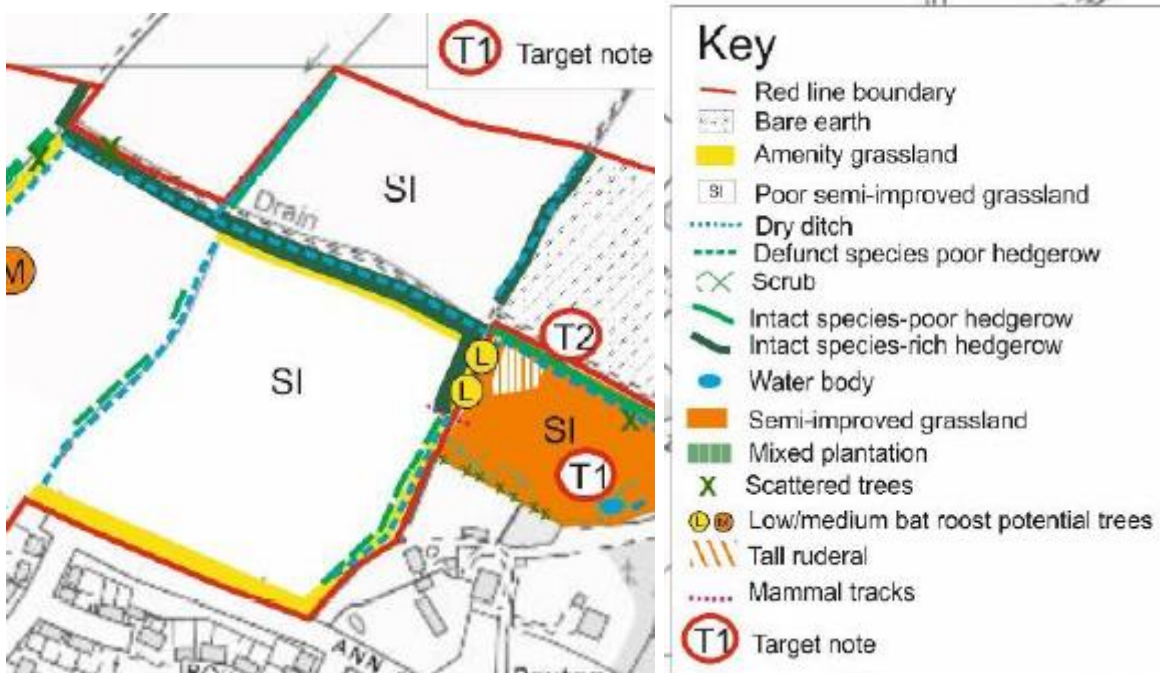 T1 Target note
SI
Drain
M
T2
L
L
SI
SI
T1
ANN
Key
Red line boundary
Bare earth
Amenity grassland
SI Poor semi-improved grassland
Dry ditch
Defunct species poor hedgerow
Scrub
Intact species-poor hedgerow
Intact species-rich hedgerow
Water body
Semi-improved grassland
Mixed plantation
X Scattered trees
L M Low/medium bat roost potential trees
Tall ruderal
Mammal tracks
T1 Target note